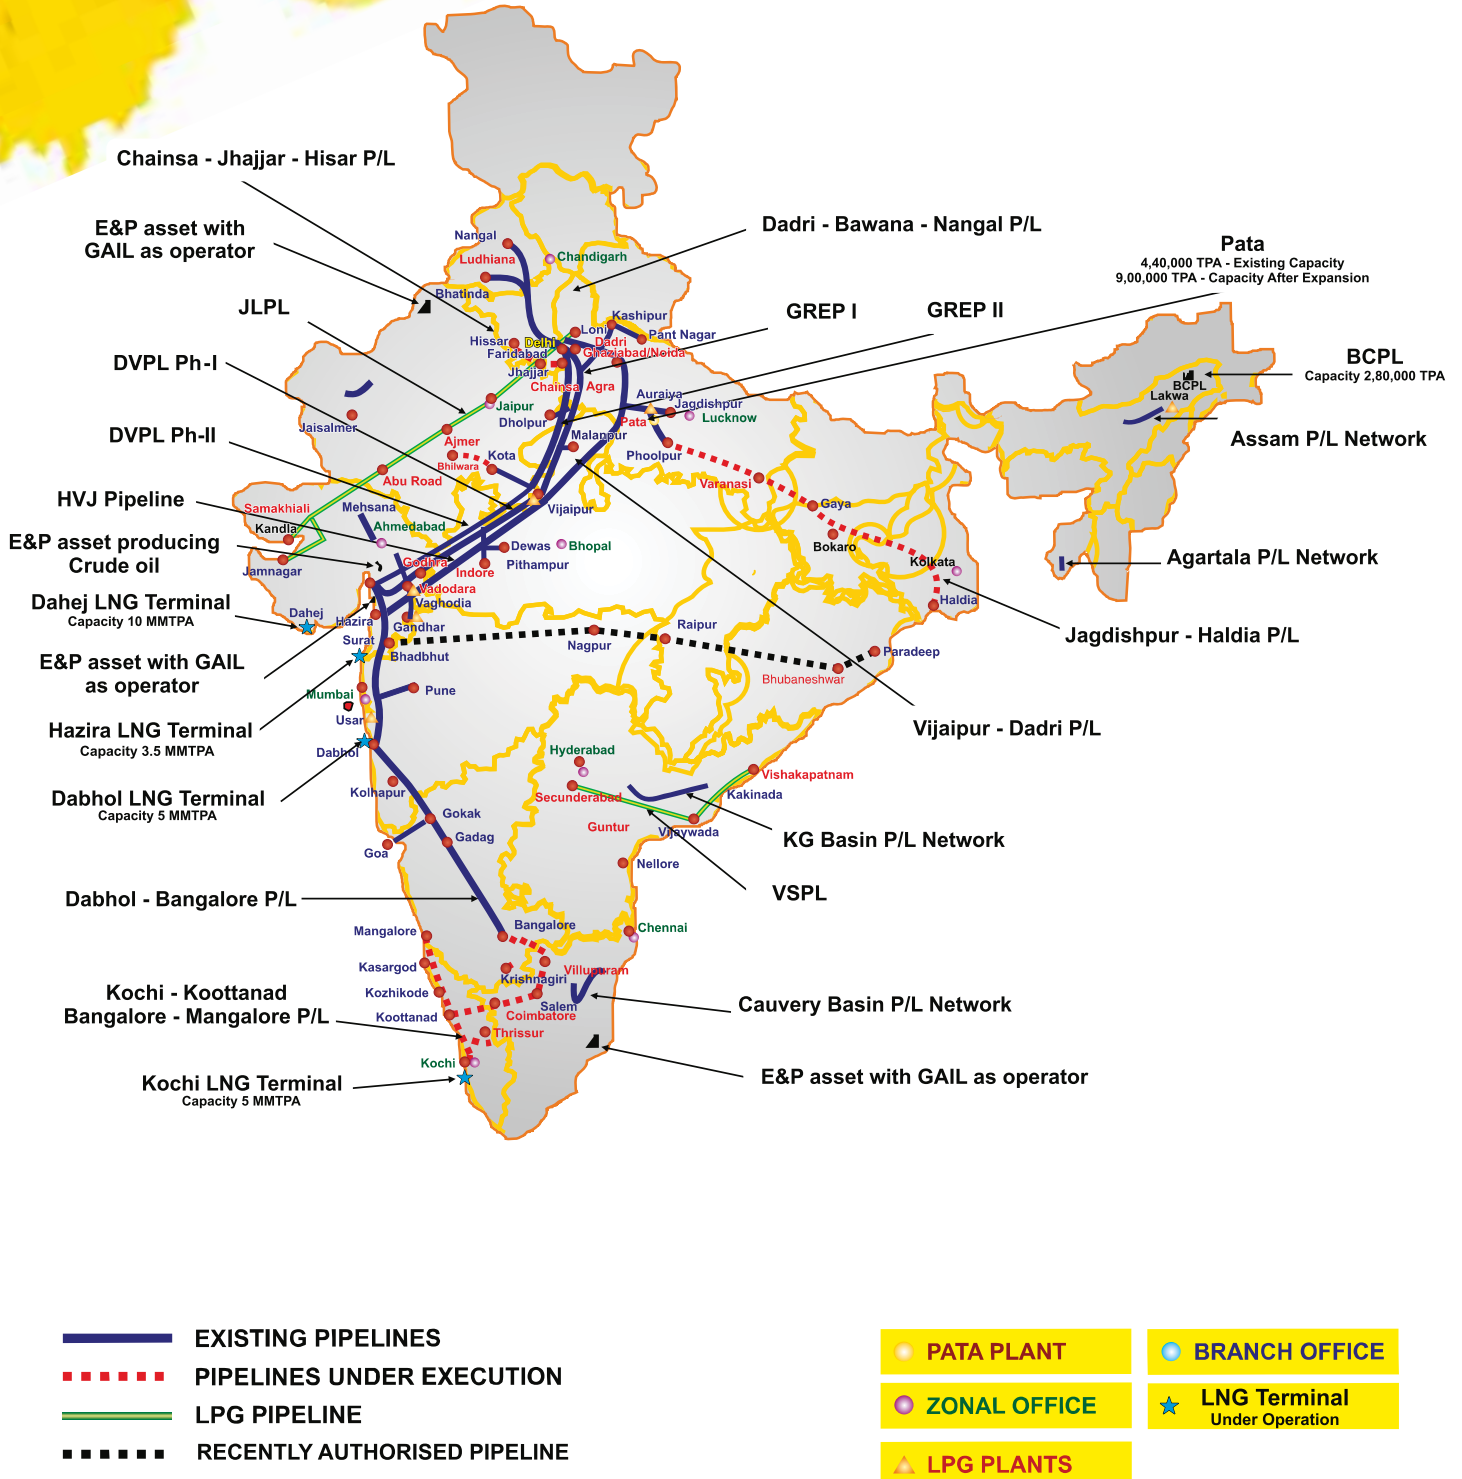 Chainsa - Jhajjar - Hisar P/L
E&P asset with
GAIL as operator
JLPL
DVPL Ph-I
DVPL Ph-II
HVJ Pipeline
E&P asset producing
Crude oil
Dahej LNG Terminal
Capacity 10 MMTPA
E&P asset with GAIL
as operator
Hazira LNG Terminal
Capacity 3.5 MMTPA
Dabhol LNG Terminal
Capacity 5 MMTPA
Dabhol - Bangalore P/L
Kochi - Koottanad
Bangalore - Mangalore P/L
Kochi LNG Terminal
Capacity 5 MMTPA
Dadri - Bawana - Nangal P/L
GREP I
GREP II
Pata
4,40,000 TPA - Existing Capacity
9,00,000 TPA - Capacity After Expansion
BCPL
Capacity 2,80,000 TPA
BCPL
Lakwa
Assam P/L Network
Agartala P/L Network
Jagdishpur - Haldia P/L
Vijaipur - Dadri P/L
KG Basin P/L Network
VSPL
Cauvery Basin P/L Network
E&P asset with GAIL as operator
Nangal
Ludhiana
Chandigarh
Bhatinda
Kashipur
Loni
Pant Nagar
Hissar
Delhi
Dadri
Faridabad
Ghaziabad/Noida
Jhajjar
Chainsa
Agra
Auraiya
Jagdishpur
Jaipur
Lucknow
Dholpur
Pata
Jaisalmer
Malanpur
Ajmer
Kota
Phoolpur
Bhilwara
Abu Road
Varanasi
Mehsana
Samakhiali
Vijaipur
Gaya
Kandla
Ahmedabad
Dewas
Bhopal
Bokaro
Jamnagar
Godhra
Indore
Pithampur
Kolkata
Vadodara
Vaghodia
Haldia
Dahej
Hazira
Gandhar
Raipur
Surat
Nagpur
Bhadbhut
Paradeep
Bhubaneshwar
Mumbai
Pune
Usar
Dabhol
Hyderabad
Vishakapatnam
Kolhapur
Secunderabad
Kakinada
Gokak
Guntur
Vijaywada
Gadag
Goa
Nellore
Bangalore
Chennai
Mangalore
Kasargod
Villupuram
Krishnagiri
Kozhikode
Salem
Koottanad
Coimbatore
Thrissur
Kochi
EXISTING PIPELINES
PIPELINES UNDER EXECUTION
LPG PIPELINE
RECENTLY AUTHORISED PIPELINE
PATA PLANT
BRANCH OFFICE
ZONAL OFFICE
LNG Terminal
Under Operation
LPG PLANTS